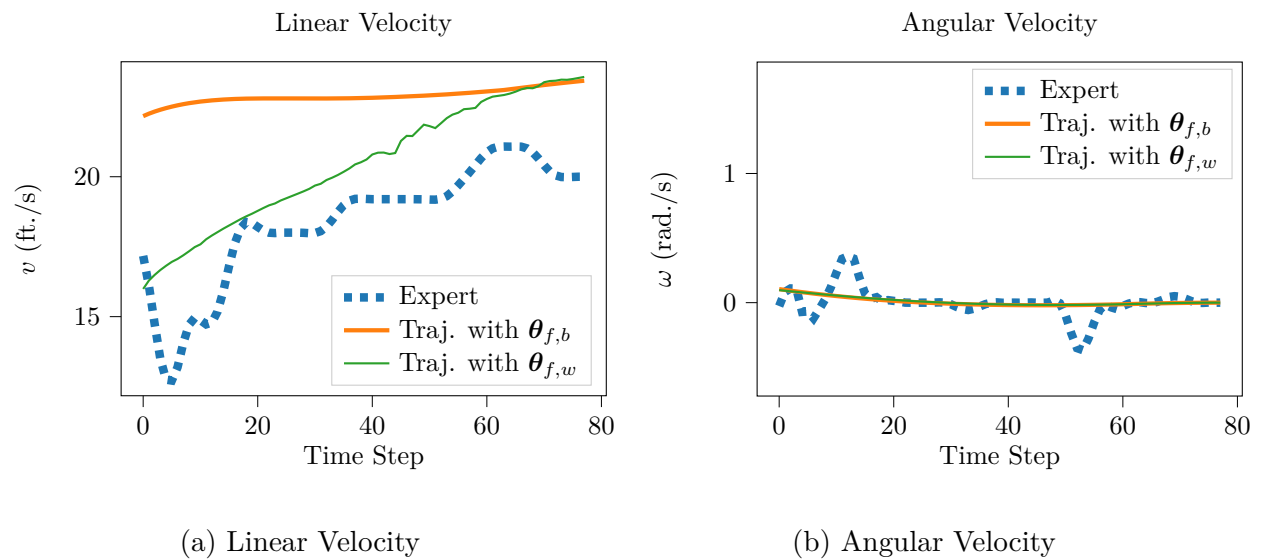 Linear Velocity
v (ft./s)
20
15
0 20 40 60 80
Time Step
Expert
Traj. with θf,b
Traj. with θf,w
(a) Linear Velocity
Angular Velocity
ω (rad./s)
1
0
0 20 40 60 80
Time Step
Expert
Traj. with θf,b
Traj. with θf,w
(b) Angular Velocity